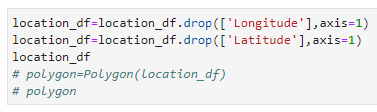 location_df=location_df.drop(['Longitude'],axis=1)
location_df=location_df.drop(['Latitude'],axis=1)
location_df
# polygon=Polygon(location_df)
# polygon